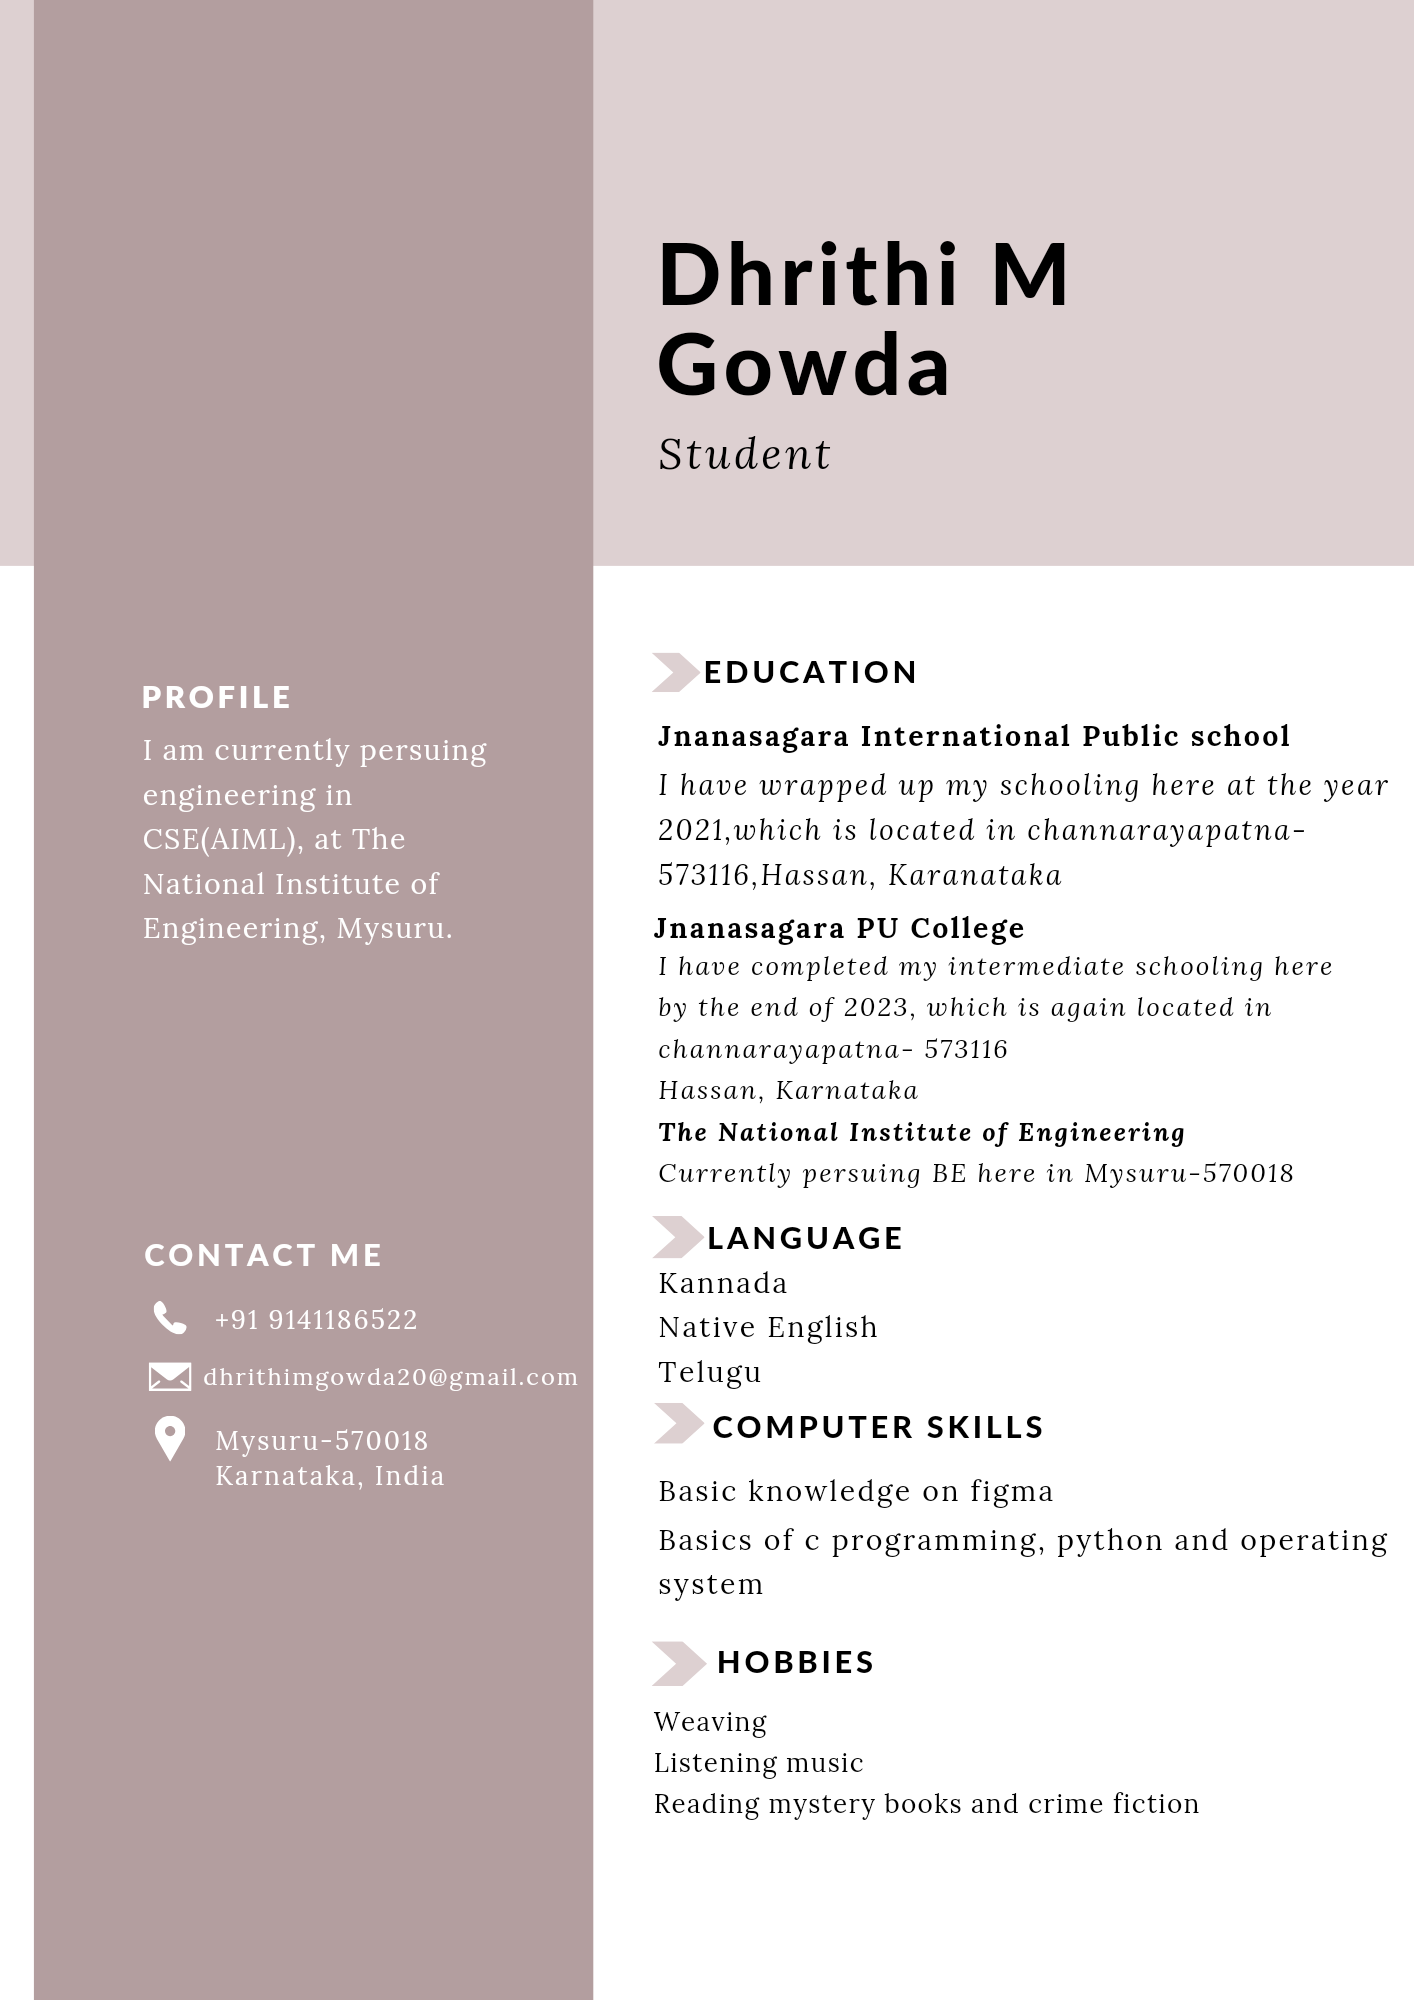 Dhrithi M
Gowda
Student
PROFILE
I am currently persuing
engineering in
CSE(AIML), at The
National Institute of
Engineering, Mysuru.
CONTACT ME
+91 9141186522
dhrithimgowda20@gmail.com
Mysuru-570018
Karnataka, India
EDUCATION
Jnanasagara International Public school
I have wrapped up my schooling here at the year
2021,which is located in channarayapatna-
573116,Hassan, Karanataka
Jnanasagara PU College
I have completed my intermediate schooling here
by the end of 2023, which is again located in
channarayapatna- 573116
Hassan, Karnataka
The National Institute of Engineering
Currently persuing BE here in Mysuru-570018
LANGUAGE
Kannada
Native English
Telugu
COMPUTER SKILLS
Basic knowledge on figma
Basics of c programming, python and operating
system
HOBBIES
Weaving
Listening music
Reading mystery books and crime fiction